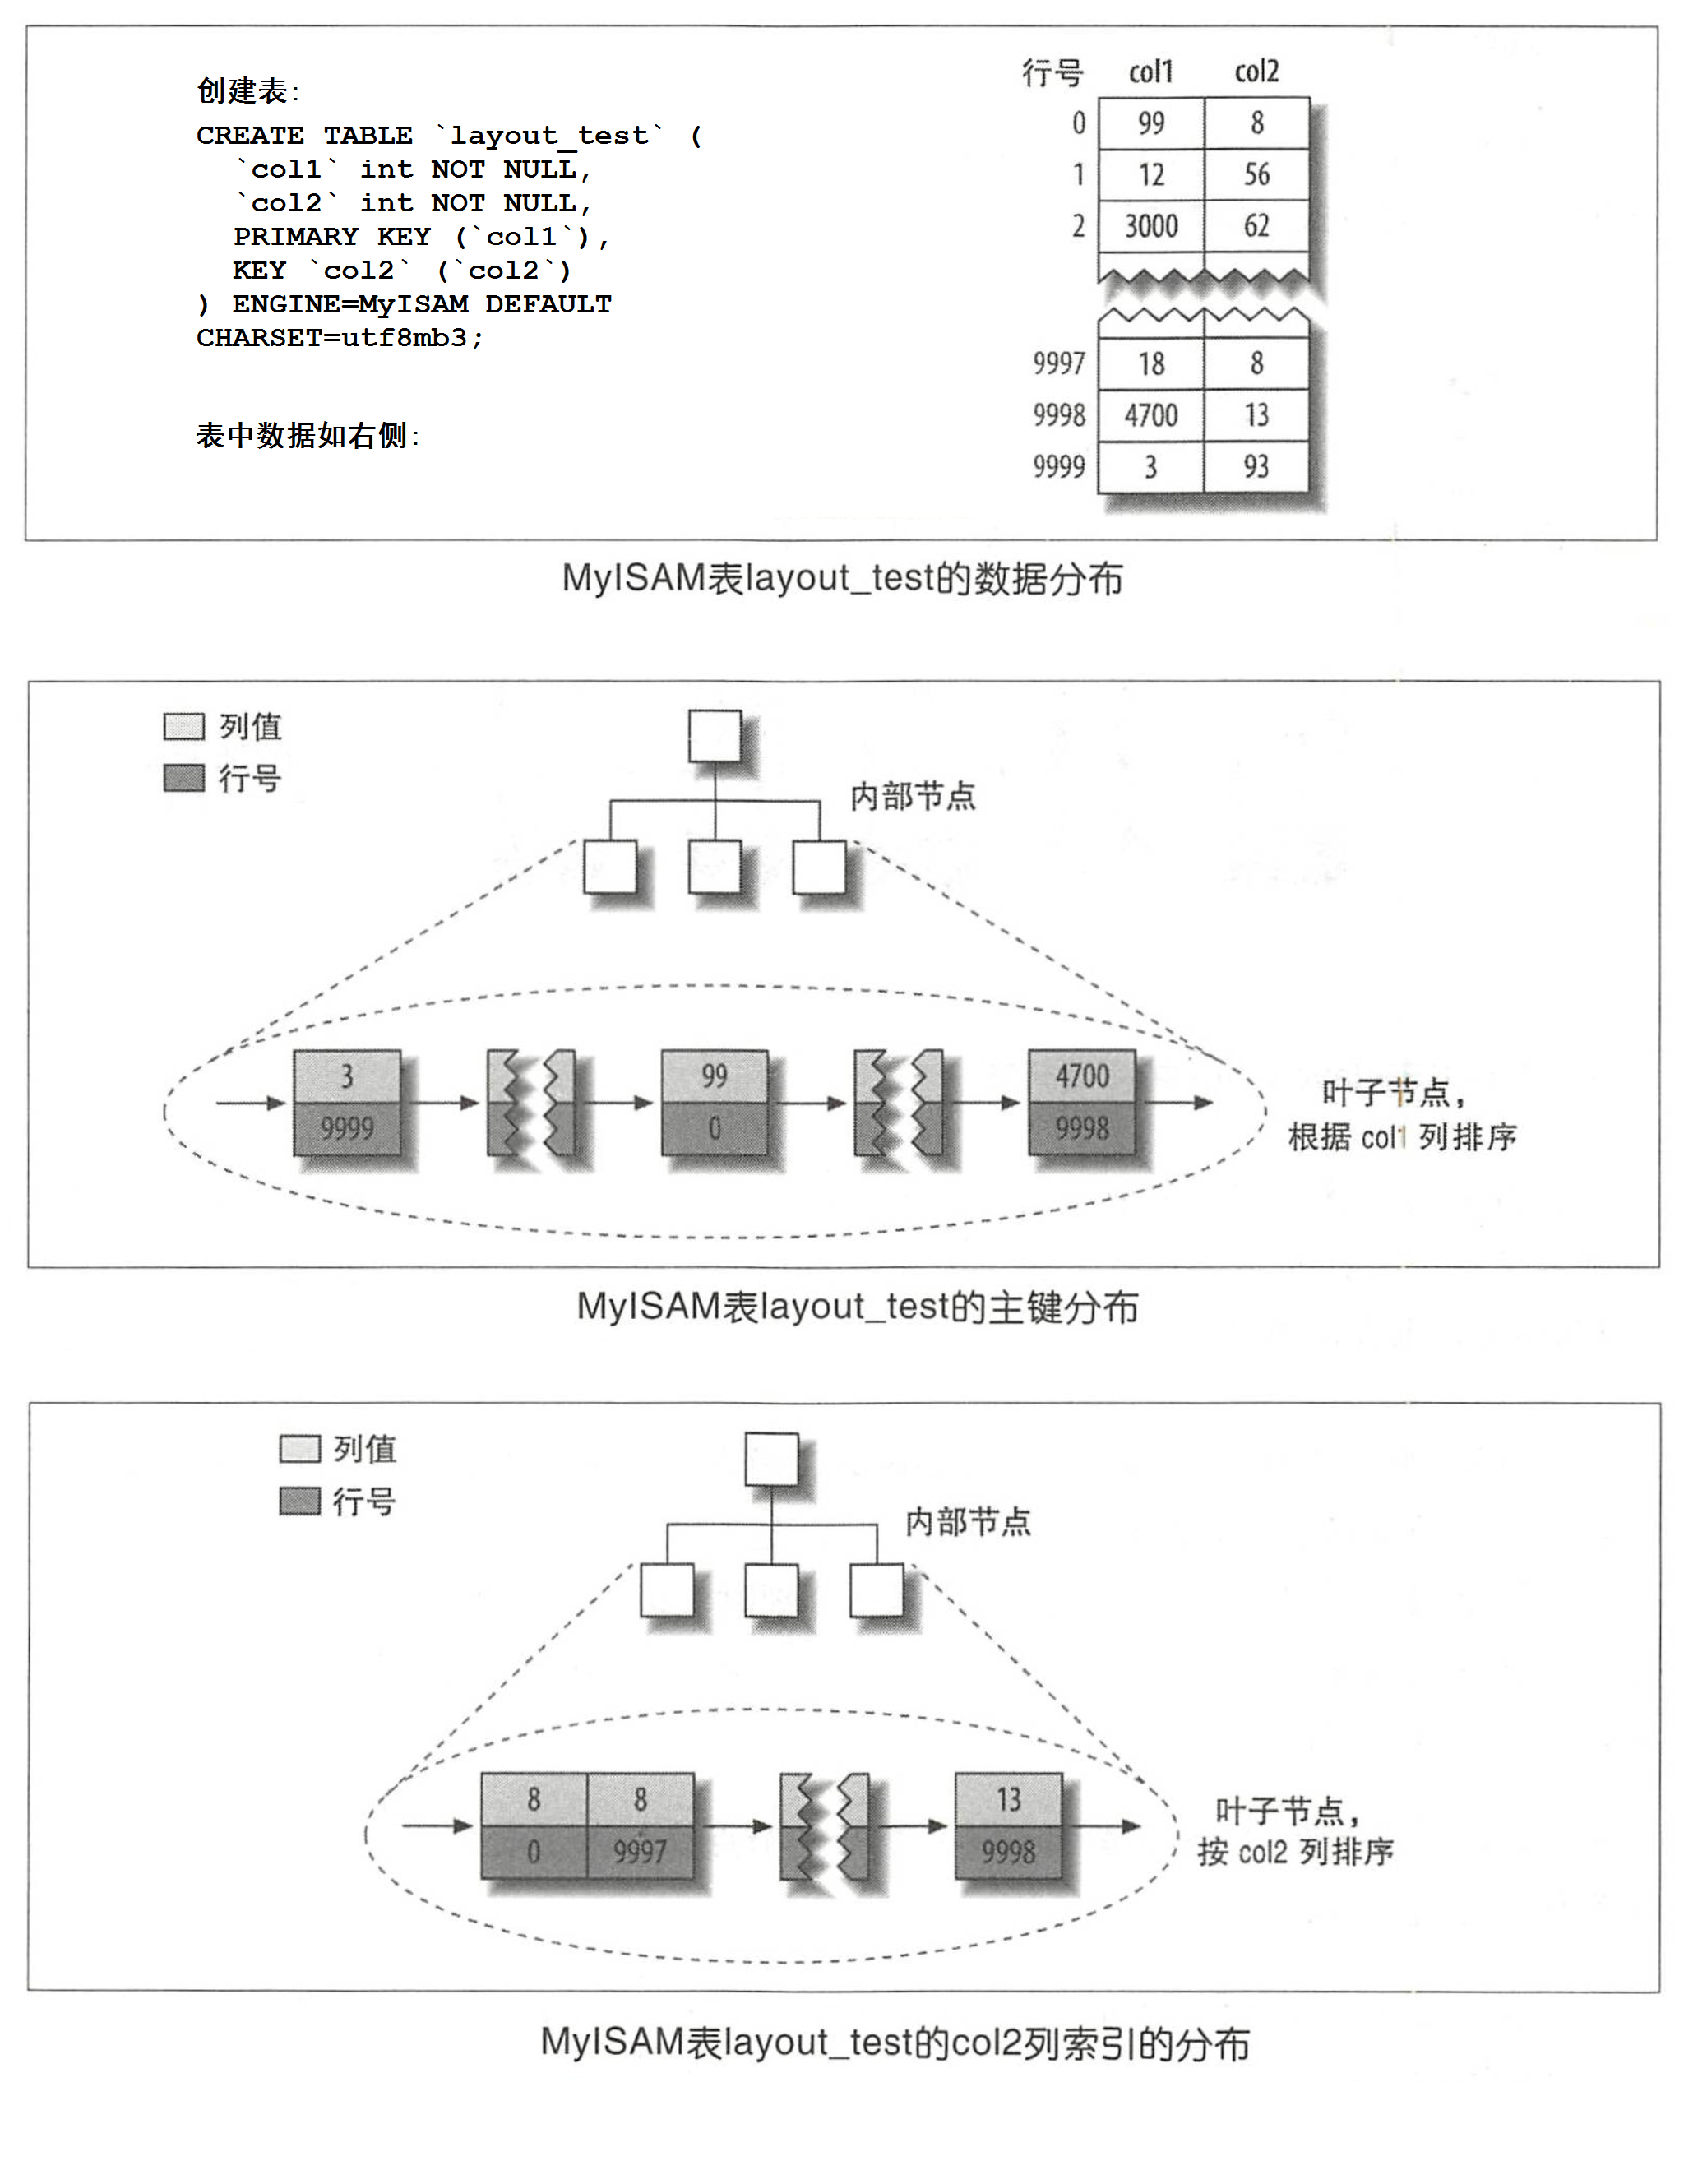 创建表:
CREATE TABLE `layout_test` (
`col1` int NOT NULL,
`col2` int NOT NULL,
PRIMARY KEY (`col1`),
KEY `col2` (`col2`)
) ENGINE=MyISAM DEFAULT
CHARSET=utf8mb3;
表中数据如右侧:
行号 col1 col2
0 99 8
1 12 56
2 3000 62
9997 18 8
9998 4700 13
9999 3 93
MyISAM表layout_test的数据分布
列值
行号
内部节点
3 99 4700
9999 0 9998
叶子节点，
根据 col1 列排序
MyISAM表layout_test的主键分布
列值
行号
内部节点
8 8 13
0 9997 9998
叶子节点，
按 col2 列排序
MyISAM表layout_test的col2列索引的分布